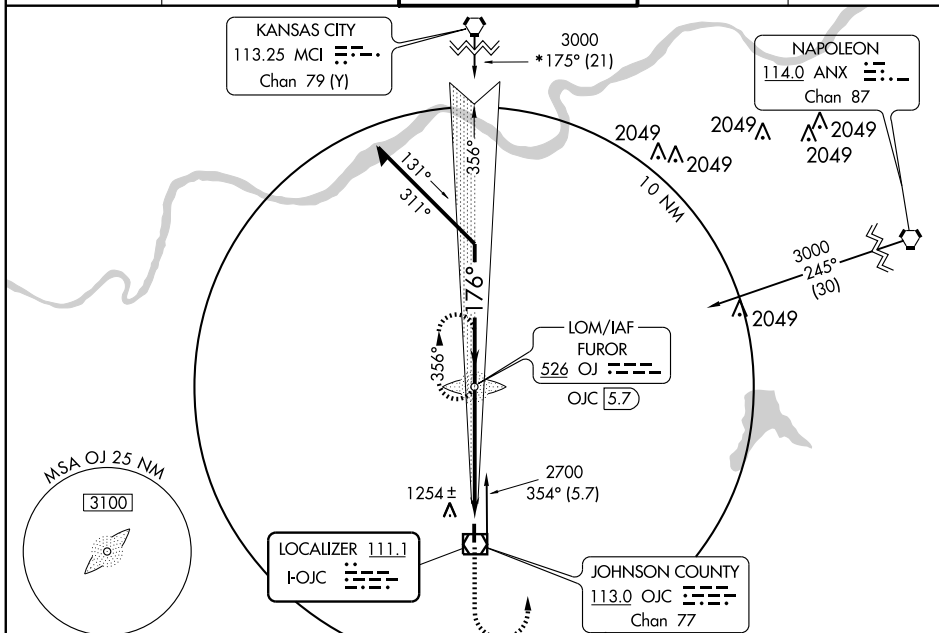 KANSAS CITY
113.25 MCI
Chan 79 (Y)
3000
*175° (21)
NAPOLEON
114.0 ANX
Chan 87
2049
2049
2049
2049
2049
10 NM
356°
131°
311°
3000
245°
(30)
176°
2049
LOM/IAF
FUROR
526 OJ
OJC 5.7
356°
MSA OJ 25 NM
3100
1254 ±
2700
354° (5.7)
LOCALIZER 111.1
I-OJC
JOHNSON COUNTY
113.0 OJC
Chan 77